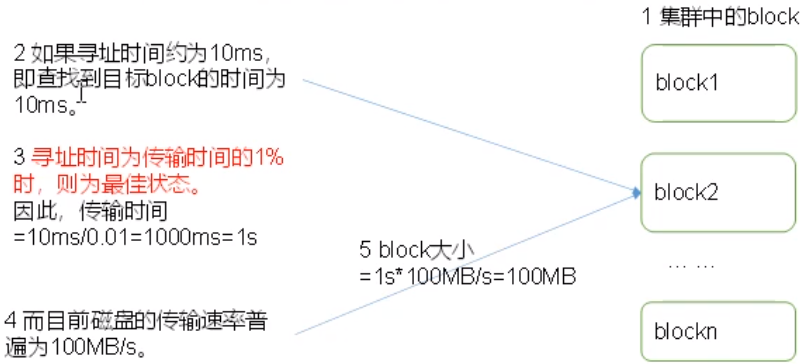 1 集群中的block
2 如果寻址时间约为10ms，
即查找到目标block的时间为
10ms。
3 寻址时间为传输时间的1%
时，则为最佳状态。
因此，传输时间
=10ms/0.01=1000ms=1s
4 而目前磁盘的传输速率普
遍为100MB/s。
5 block大小
=1s*100MB/s=100MB
block1
block2
... ...
blockn